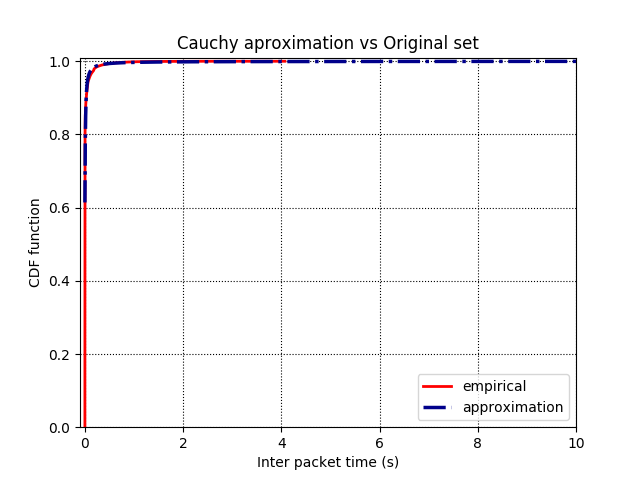 Cauchy aproximation vs Original set
1.0
0.8
0.6
0.4
0.2
0.0
CDF function
0 2 4 6 8 10
Inter packet time (s)
empirical
approximation